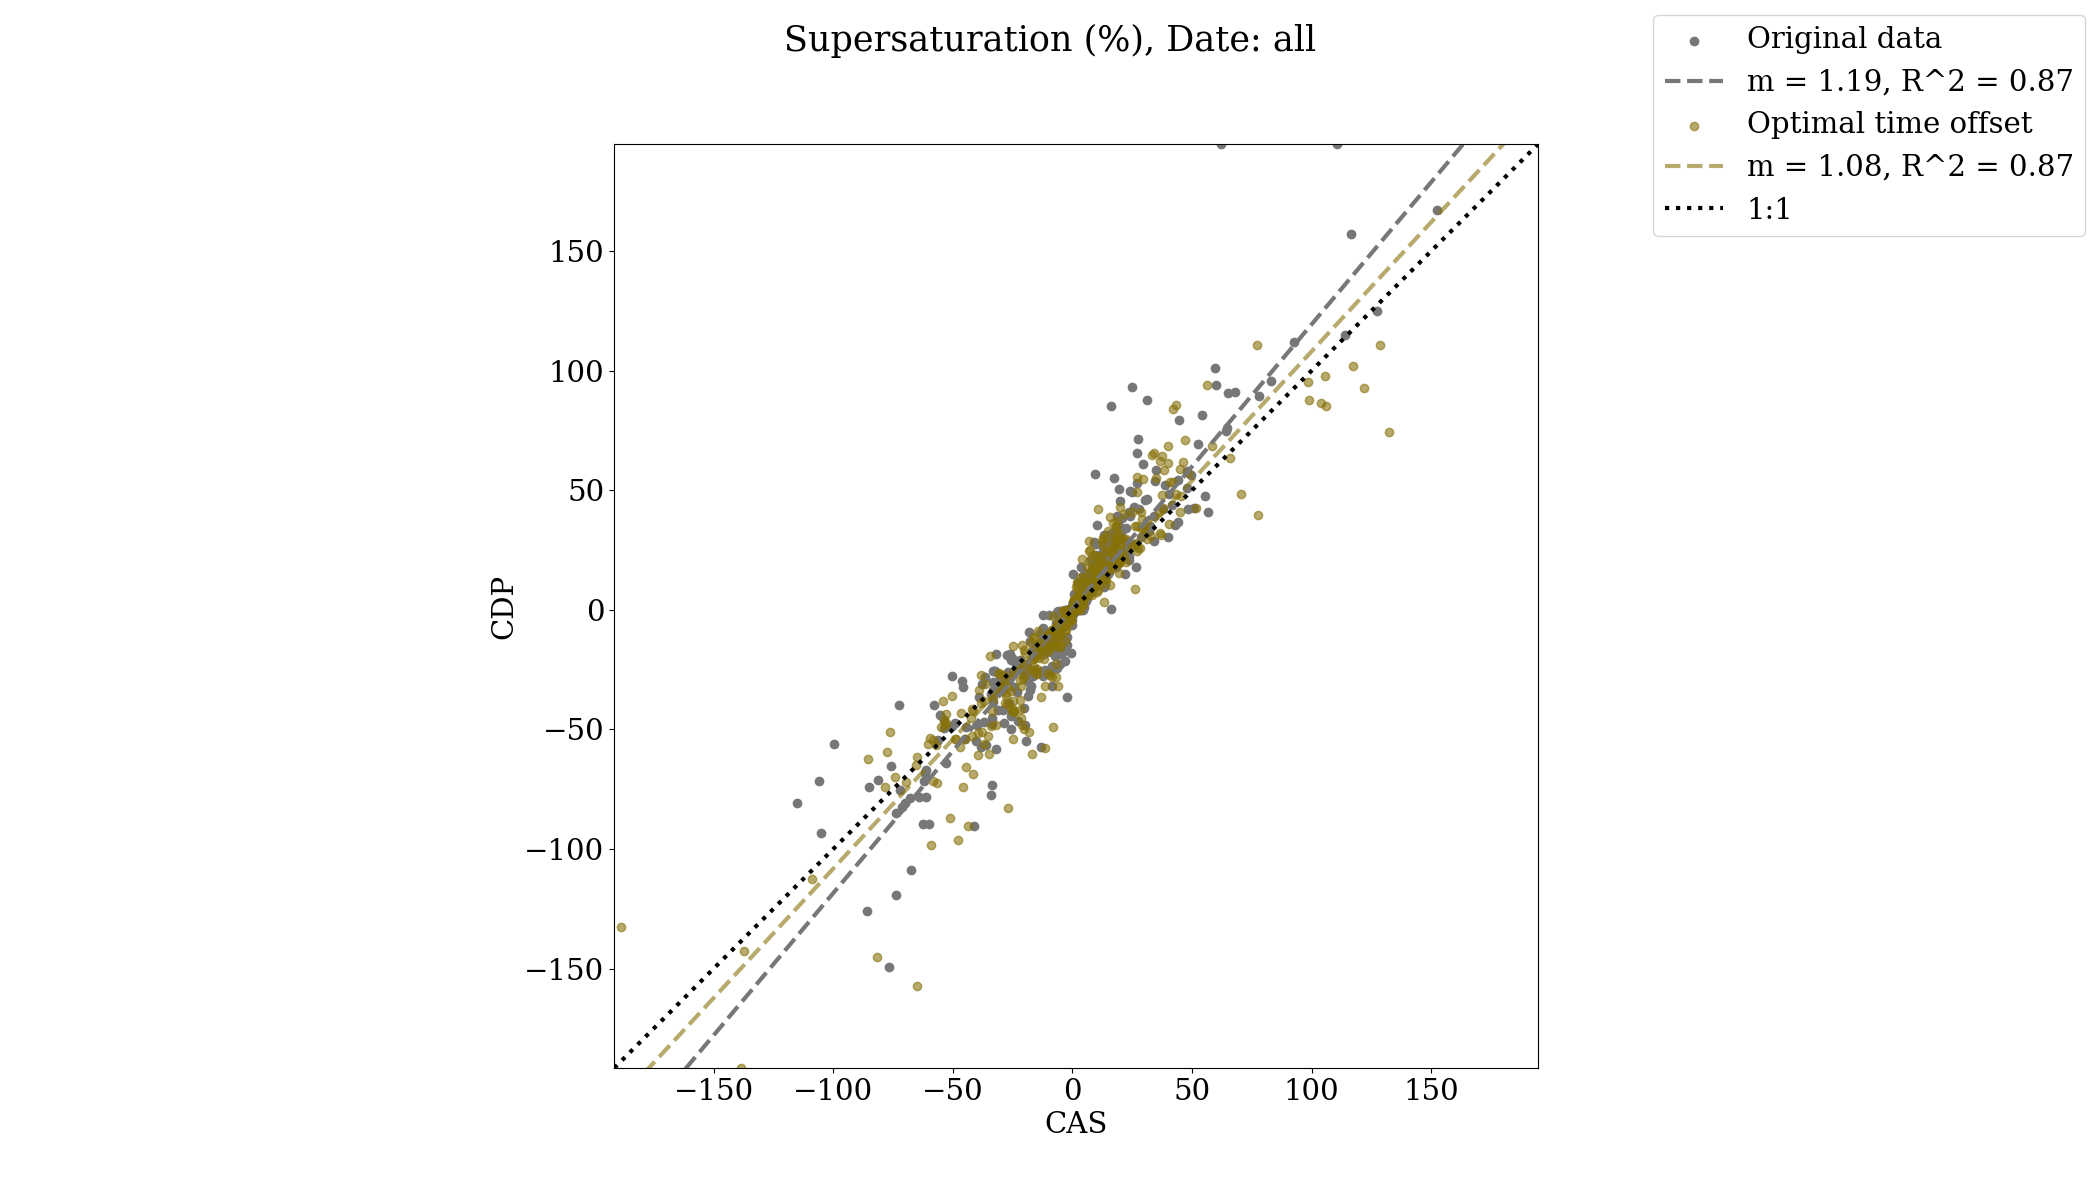 Supersaturation (%), Date: all
Original data
m = 1.19, R^2 = 0.87
Optimal time offset
m = 1.08, R^2 = 0.87
1:1
CDP
150
100
50
0
−50
−100
−150
−150 −100 −50 0 50 100 150
CAS